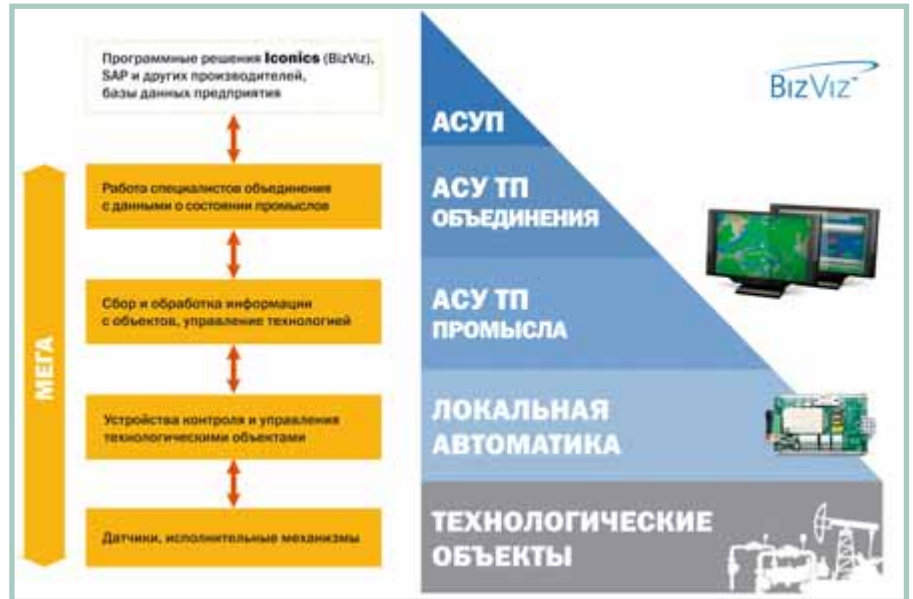 Программные решения Iconics (BizViz),
SAP и других производителей,
базы данных предприятия
Работа специалистов объединения
с данными о состоянии промыслов
Сбор и обработка информации
с объектов, управление технологией
Устройства контроля и управления
технологическими объектами
Датчики, исполнительные механизмы
МЕГА
АСУП
АСУ ТП
ОБЪЕДИНЕНИЯ
АСУ ТП
ПРОМЫСЛА
ЛОКАЛЬНАЯ
АВТОМАТИКА
ТЕХНОЛОГИЧЕСКИЕ
ОБЪЕКТЫ
BizViz™